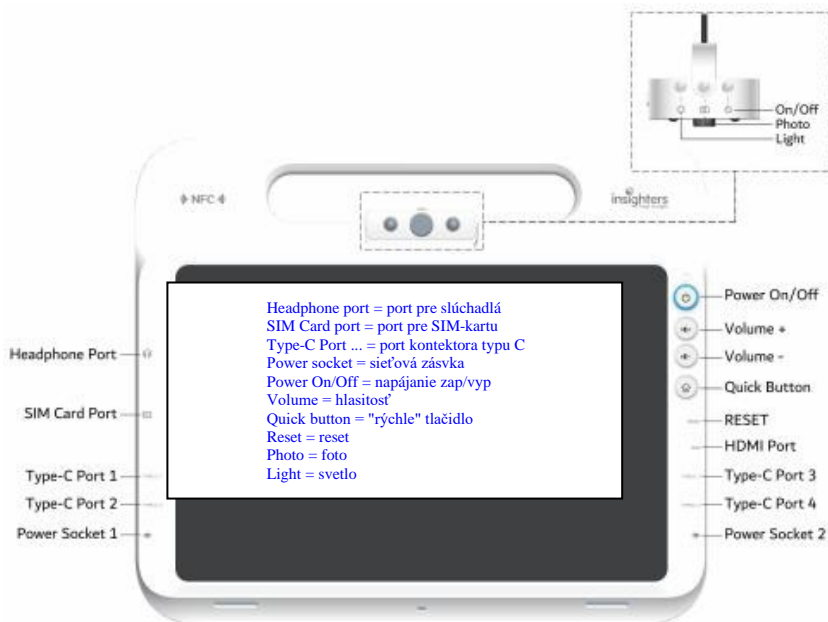 On/Off
Photo
Light
NFC
insighters
Headphone port = port pre slúchadlá
SIM Card port = port pre SIM-kartu
Type-C Port ... = port kontektora typu C
Power socket = sieťová zásvka
Power On/Off = napájanie zap/vyp
Volume = hlasitosť
Quick button = "rýchle" tlačidlo
Reset = reset
Photo = foto
Light = svetlo
Headphone Port
SIM Card Port
Type-C Port 1
Type-C Port 2
Power Socket 1
Power On/Off
Volume +
Volume -
Quick Button
RESET
HDMI Port
Type-C Port 3
Type-C Port 4
Power Socket 2